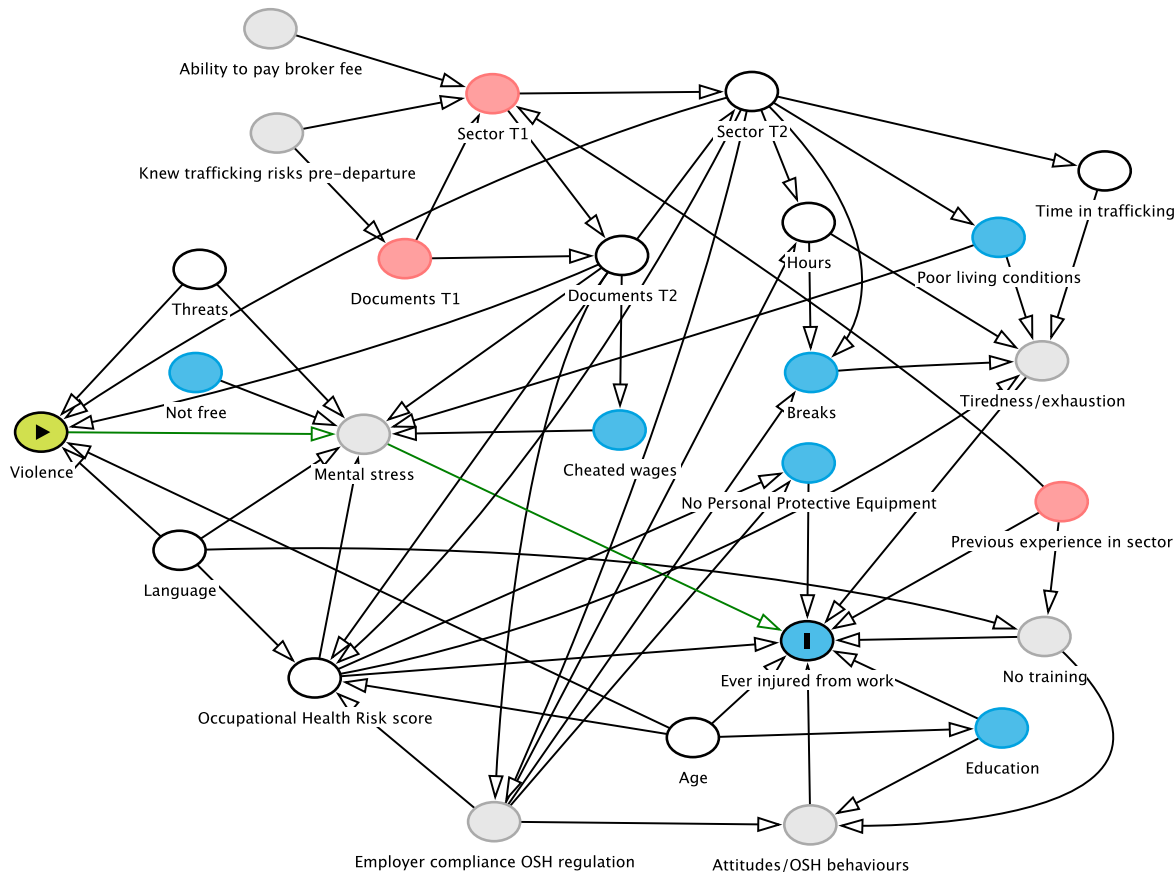 Ability to pay broker fee
Sector T1
Sector T2
Knew trafficking risks pre-departure
Time in trafficking
Hours
Poor living conditions
Documents T1
Documents T2
Threats
Tiredness/exhaustion
Not free
Breaks
Violence
Mental stress
Cheated wages
No Personal Protective Equipment
Previous experience in sector
Language
Ever injured from work
No training
Occupational Health Risk score
Age
Education
Employer compliance OSH regulation
Attitudes/OSH behaviours